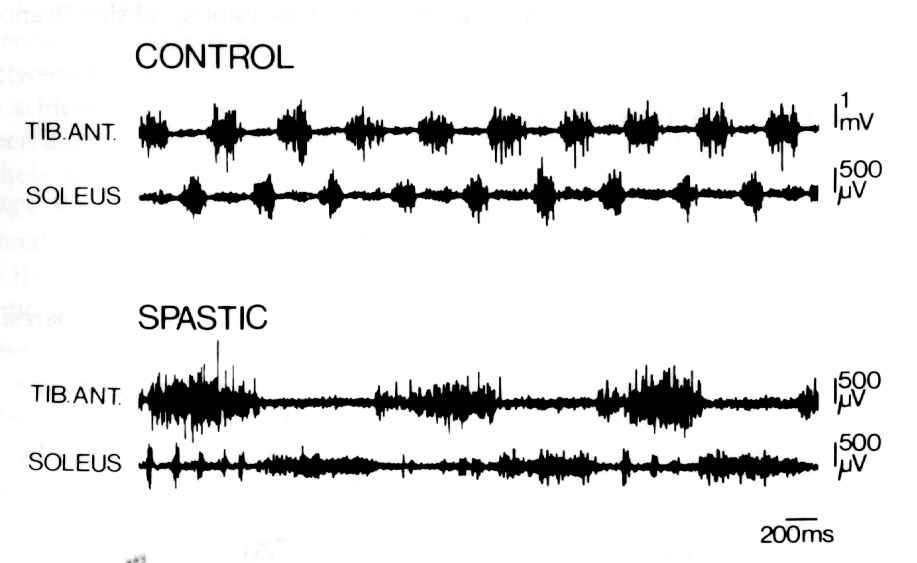 CONTROL
TIB.ANT.
1
mV
SOLEUS
500
μV
SPASTIC
TIB.ANT.
500
μV
SOLEUS
500
μV
200ms